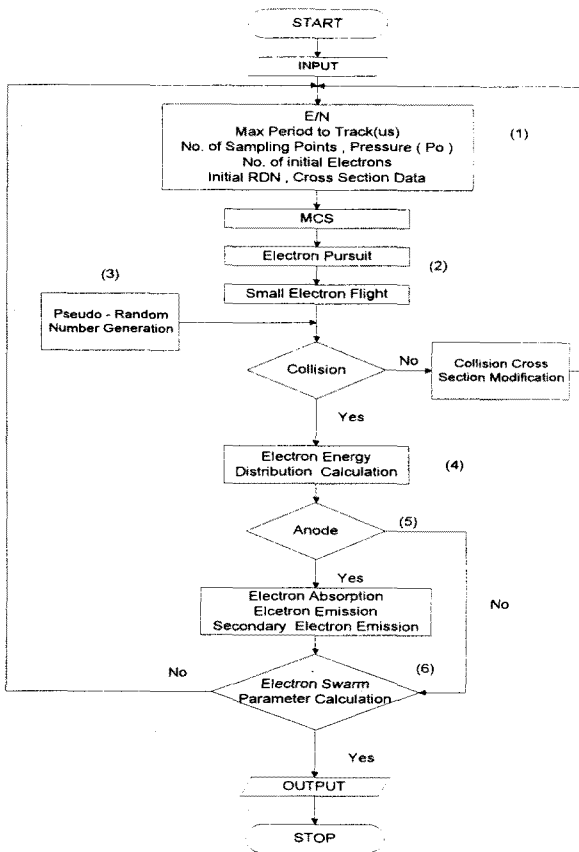 START
INPUT
E/N
Max Period to Track(us)
No. of Sampling Points , Pressure ( Po )
No. of initial Electrons
Initial RDN , Cross Section Data
(1)
MCS
Electron Pursuit
(2)
Small Electron Flight
(3)
Pseudo - Random
Number Generation
Collision
No
Collision Cross
Section Modification
Yes
Electron Energy
Distribution Calculation
(4)
Anode
(5)
Yes
No
Electron Absorption
Elcetron Emission
Secondary Electron Emission
(6)
No
Electron Swarm
Parameter Calculation
Yes
OUTPUT
STOP